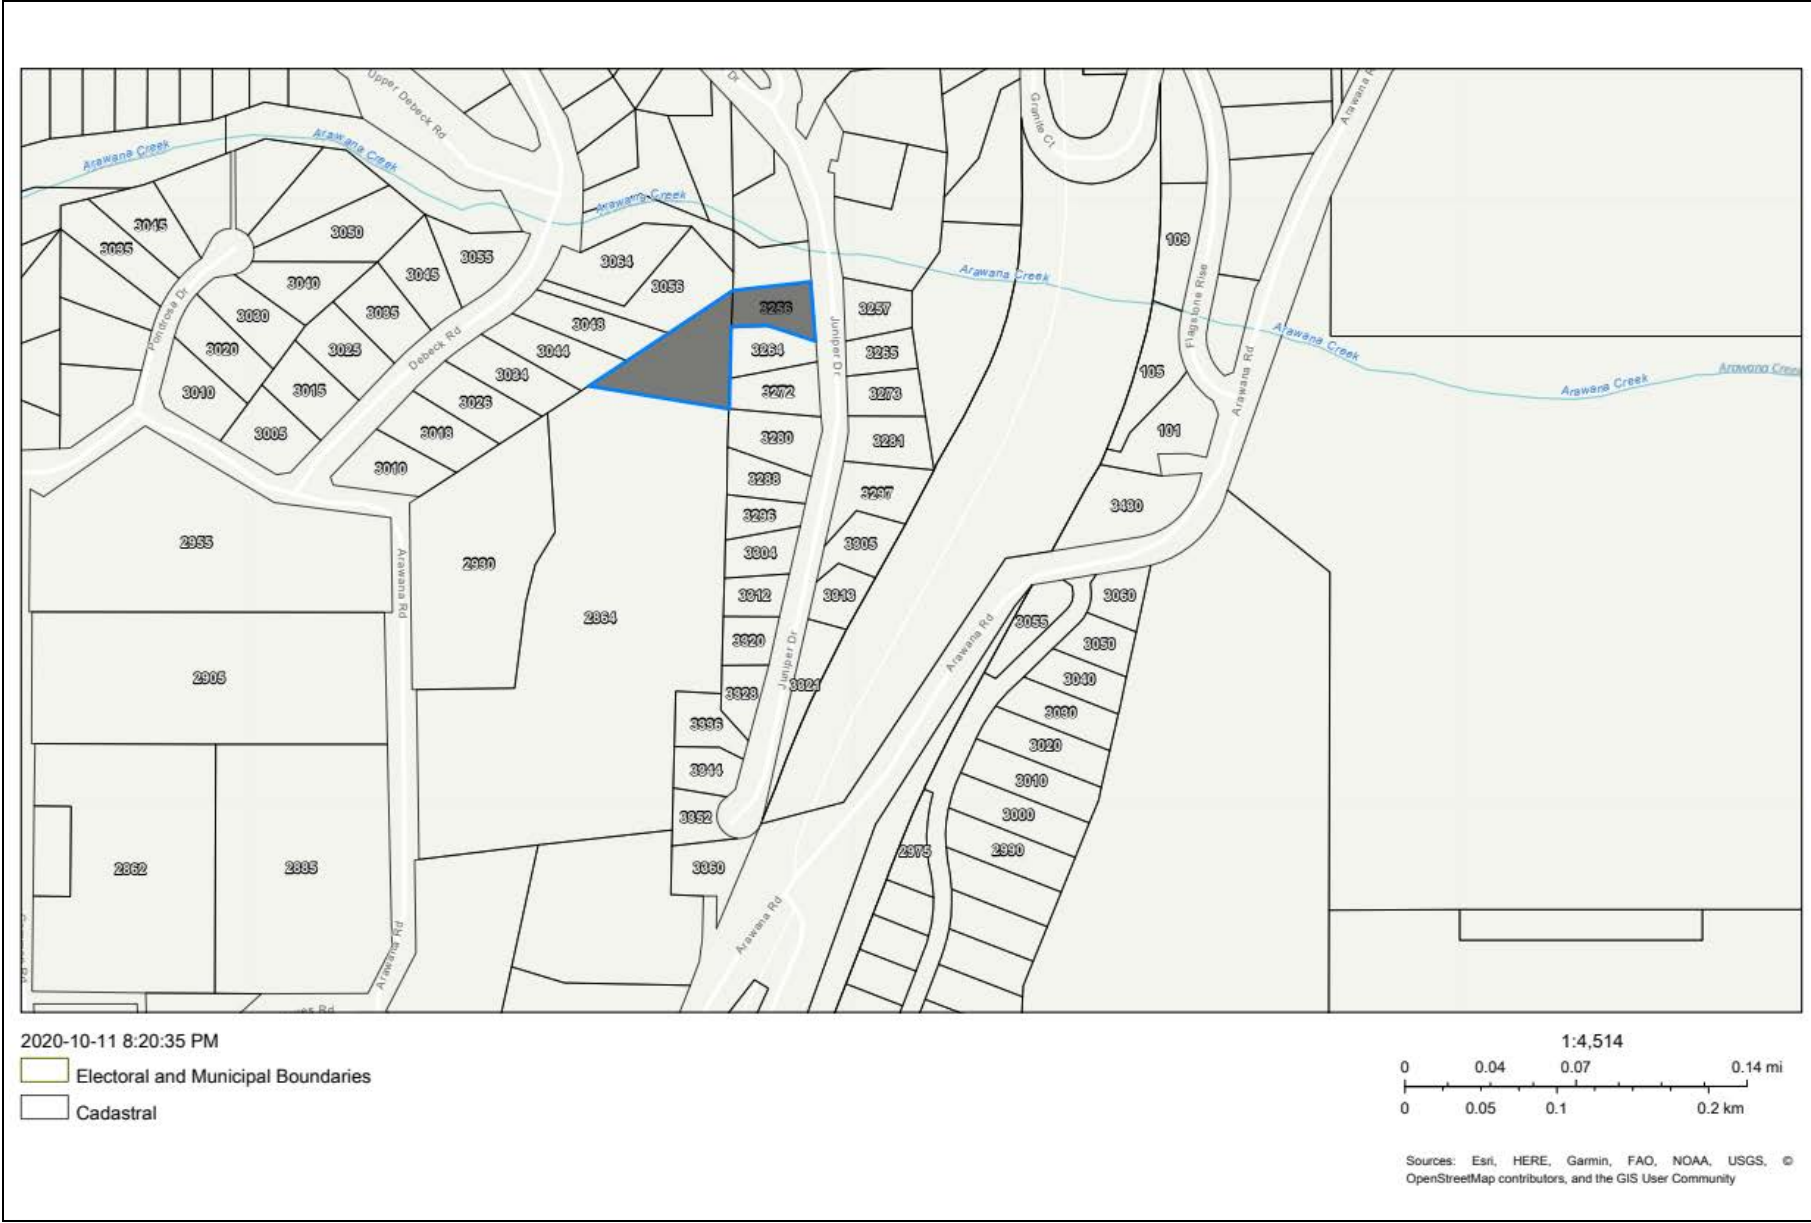 Upper Debeck Rd
Dr
Granite Ct
Arawana R
Arawana Creek
Arawana Creek
Arawana Creek
3045
3035
3050
3055
3064
109
3040
3045
3056
Arawana Creek
Flagstone Rise
Pondrosa Dr
3030
3035
3048
3256
Juniper Dr
3257
Arawana Creek
3020
3025
Debeck Rd
3044
3264
3265
Arawana Rd
105
Arawana Creek
Arawana Creek
3010
3015
3034
3272
3273
3026
3005
3018
3280
3281
101
3010
3288
3297
3296
3480
2955
3304
3305
Arawana Rd
2990
3312
3313
3060
2864
3055
3320
Juniper Dr
Arawana Rd
3050
2905
3328
3321
3040
3336
3030
3020
3344
3010
3352
3000
2862
2885
3360
2975
2990
Arawana Rd
Arawana Rd
Rd
2020-10-11 8:20:35 PM
Electoral and Municipal Boundaries
Cadastral
1:4,514
0 0.04 0.07 0.14 mi
0 0.05 0.1 0.2 km
Sources: Esri, HERE, Garmin, FAO, NOAA, USGS, ©
OpenStreetMap contributors, and the GIS User Community